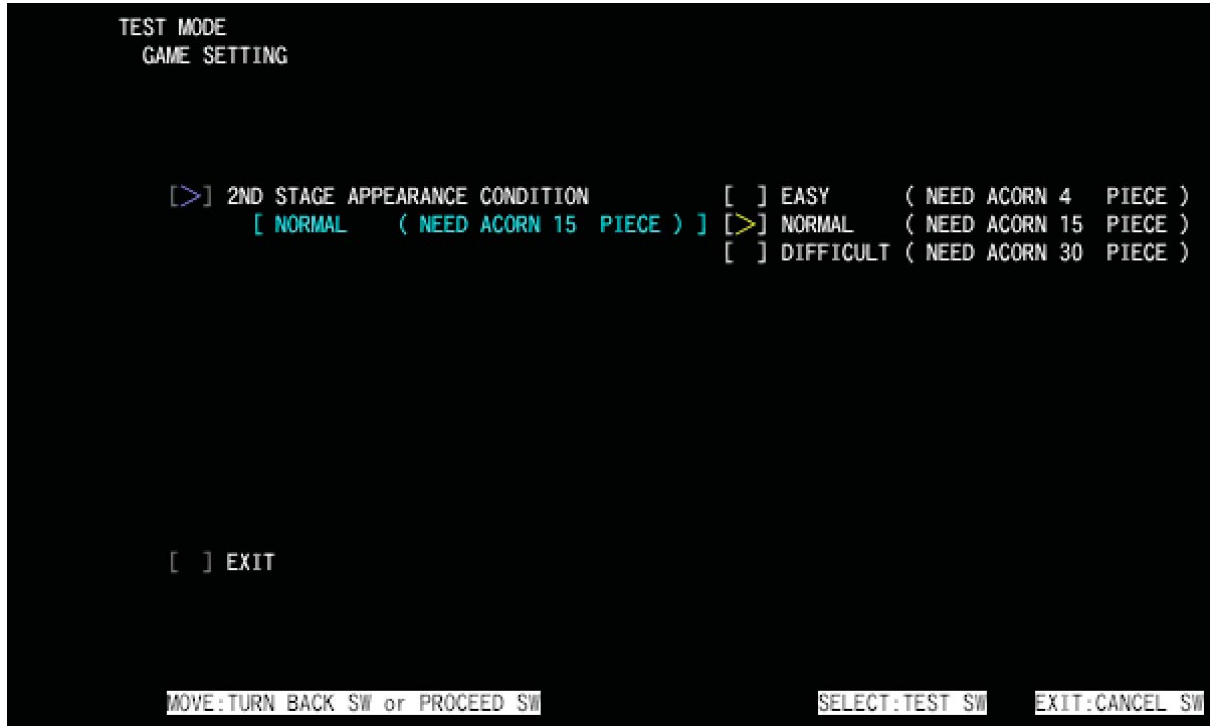 TEST MODE
GAME SETTING
[>] 2ND STAGE APPEARANCE CONDITION [ ] EASY ( NEED ACORN 4 PIECE )
[ NORMAL ( NEED ACORN 15 PIECE ) ] [>] NORMAL ( NEED ACORN 15 PIECE )
[ ] DIFFICULT ( NEED ACORN 30 PIECE )
[ ] EXIT
MOVE:TURN BACK SW or PROCEED SW SELECT:TEST SW EXIT:CANCEL SW